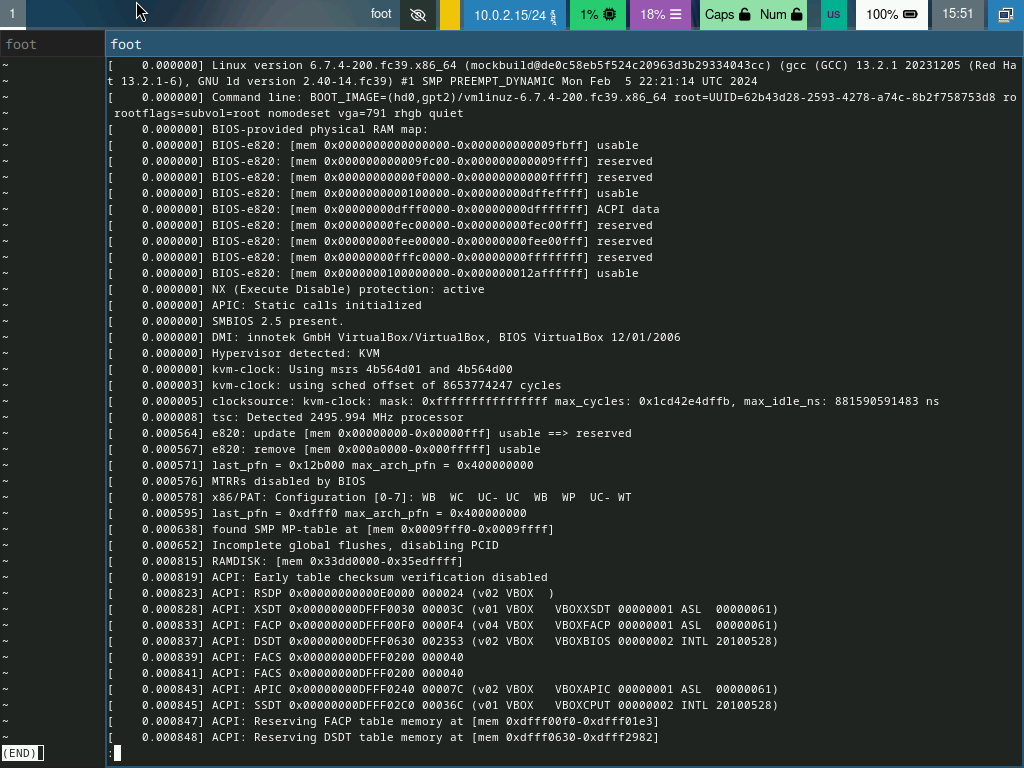 1 foot 10.0.2.15/24 1% 18% Caps Num us 100% 15:51
foot foot
[    0.000000] Linux version 6.7.4-200.fc39.x86_64 (mockbuild@de0c58eb5f524c20963d3b29334043cc) (gcc (GCC) 13.2.1 20231205 (Red Ha
t 13.2.1-6), GNU ld version 2.40-14.fc39) #1 SMP PREEMPT_DYNAMIC Mon Feb  5 22:21:14 UTC 2024
[    0.000000] Command line: BOOT_IMAGE=(hd0,gpt2)/vmlinuz-6.7.4-200.fc39.x86_64 root=UUID=62b43d28-2593-4278-a74c-8b2f758753d8 ro
 rootflags=subvol=root nomodeset vga=791 rhgb quiet
[    0.000000] BIOS-provided physical RAM map:
[    0.000000] BIOS-e820: [mem 0x0000000000000000-0x000000000009fbff] usable
[    0.000000] BIOS-e820: [mem 0x000000000009fc00-0x000000000009ffff] reserved
[    0.000000] BIOS-e820: [mem 0x00000000000f0000-0x00000000000fffff] reserved
[    0.000000] BIOS-e820: [mem 0x0000000000100000-0x00000000dffeffff] usable
[    0.000000] BIOS-e820: [mem 0x00000000dfff0000-0x00000000dfffffff] ACPI data
[    0.000000] BIOS-e820: [mem 0x00000000fec00000-0x00000000fec00fff] reserved
[    0.000000] BIOS-e820: [mem 0x00000000fee00000-0x00000000fee00fff] reserved
[    0.000000] BIOS-e820: [mem 0x00000000fffc0000-0x00000000ffffffff] reserved
[    0.000000] BIOS-e820: [mem 0x0000000100000000-0x000000012affffff] usable
[    0.000000] NX (Execute Disable) protection: active
[    0.000000] APIC: Static calls initialized
[    0.000000] SMBIOS 2.5 present.
[    0.000000] DMI: innotek GmbH VirtualBox/VirtualBox, BIOS VirtualBox 12/01/2006
[    0.000000] Hypervisor detected: KVM
[    0.000000] kvm-clock: Using msrs 4b564d01 and 4b564d00
[    0.000003] kvm-clock: using sched offset of 8653774247 cycles
[    0.000005] clocksource: kvm-clock: mask: 0xffffffffffffffff max_cycles: 0x1cd42e4dffb, max_idle_ns: 881590591483 ns
[    0.000008] tsc: Detected 2495.994 MHz processor
[    0.000564] e820: update [mem 0x00000000-0x00000fff] usable ==> reserved
[    0.000567] e820: remove [mem 0x000a0000-0x000fffff] usable
[    0.000571] last_pfn = 0x12b000 max_arch_pfn = 0x400000000
[    0.000576] MTRRs disabled by BIOS
[    0.000578] x86/PAT: Configuration [0-7]: WB  WC  UC- UC  WB  WP  UC- WT
[    0.000595] last_pfn = 0xdfff0 max_arch_pfn = 0x400000000
[    0.000638] found SMP MP-table at [mem 0x0009fff0-0x0009ffff]
[    0.000652] Incomplete global flushes, disabling PCID
[    0.000815] RAMDISK: [mem 0x33dd0000-0x35edffff]
[    0.000819] ACPI: Early table checksum verification disabled
[    0.000823] ACPI: RSDP 0x00000000000E0000 000024 (v02 VBOX  )
[    0.000828] ACPI: XSDT 0x00000000DFFF0030 00003C (v01 VBOX   VBOXXSDT 00000001 ASL  00000061)
[    0.000833] ACPI: FACP 0x00000000DFFF00F0 0000F4 (v04 VBOX   VBOXFACP 00000001 ASL  00000061)
[    0.000837] ACPI: DSDT 0x00000000DFFF0630 002353 (v02 VBOX   VBOXBIOS 00000002 INTL 20100528)
[    0.000839] ACPI: FACS 0x00000000DFFF0200 000040
[    0.000841] ACPI: FACS 0x00000000DFFF0200 000040
[    0.000843] ACPI: APIC 0x00000000DFFF0240 00007C (v02 VBOX   VBOXAPIC 00000001 ASL  00000061)
[    0.000845] ACPI: SSDT 0x00000000DFFF02C0 00036C (v01 VBOX   VBOXCPUT 00000002 INTL 20100528)
[    0.000847] ACPI: Reserving FACP table memory at [mem 0xdfff00f0-0xdfff01e3]
[    0.000848] ACPI: Reserving DSDT table memory at [mem 0xdfff0630-0xdfff2982]
(END) :